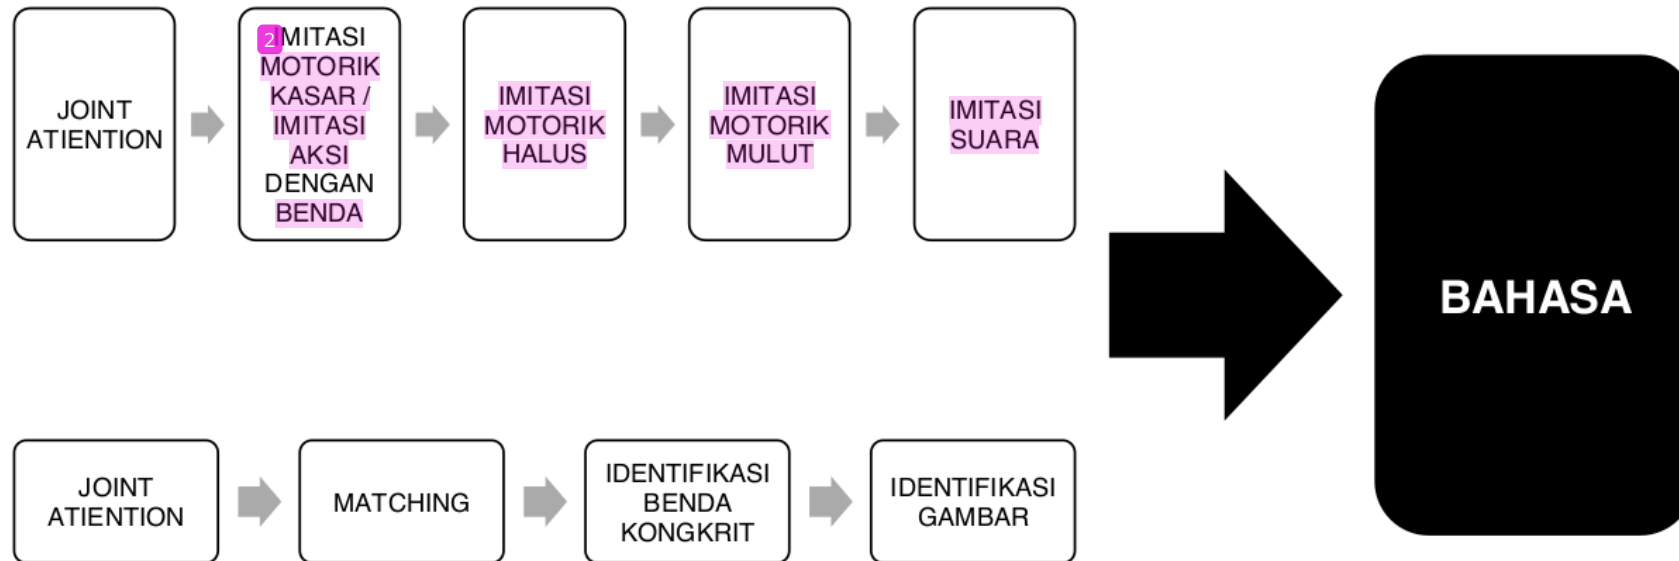 JOINT
ATIENTION
2
IMITASI
MOTORIK
KASAR /
IMITASI
AKSI
DENGAN
BENDA
IMITASI
MOTORIK
HALUS
IMITASI
MOTORIK
MULUT
IMITASI
SUARA
BAHASA
JOINT
ATIENTION
MATCHING
IDENTIFIKASI
BENDA
KONGKRIT
IDENTIFIKASI
GAMBAR